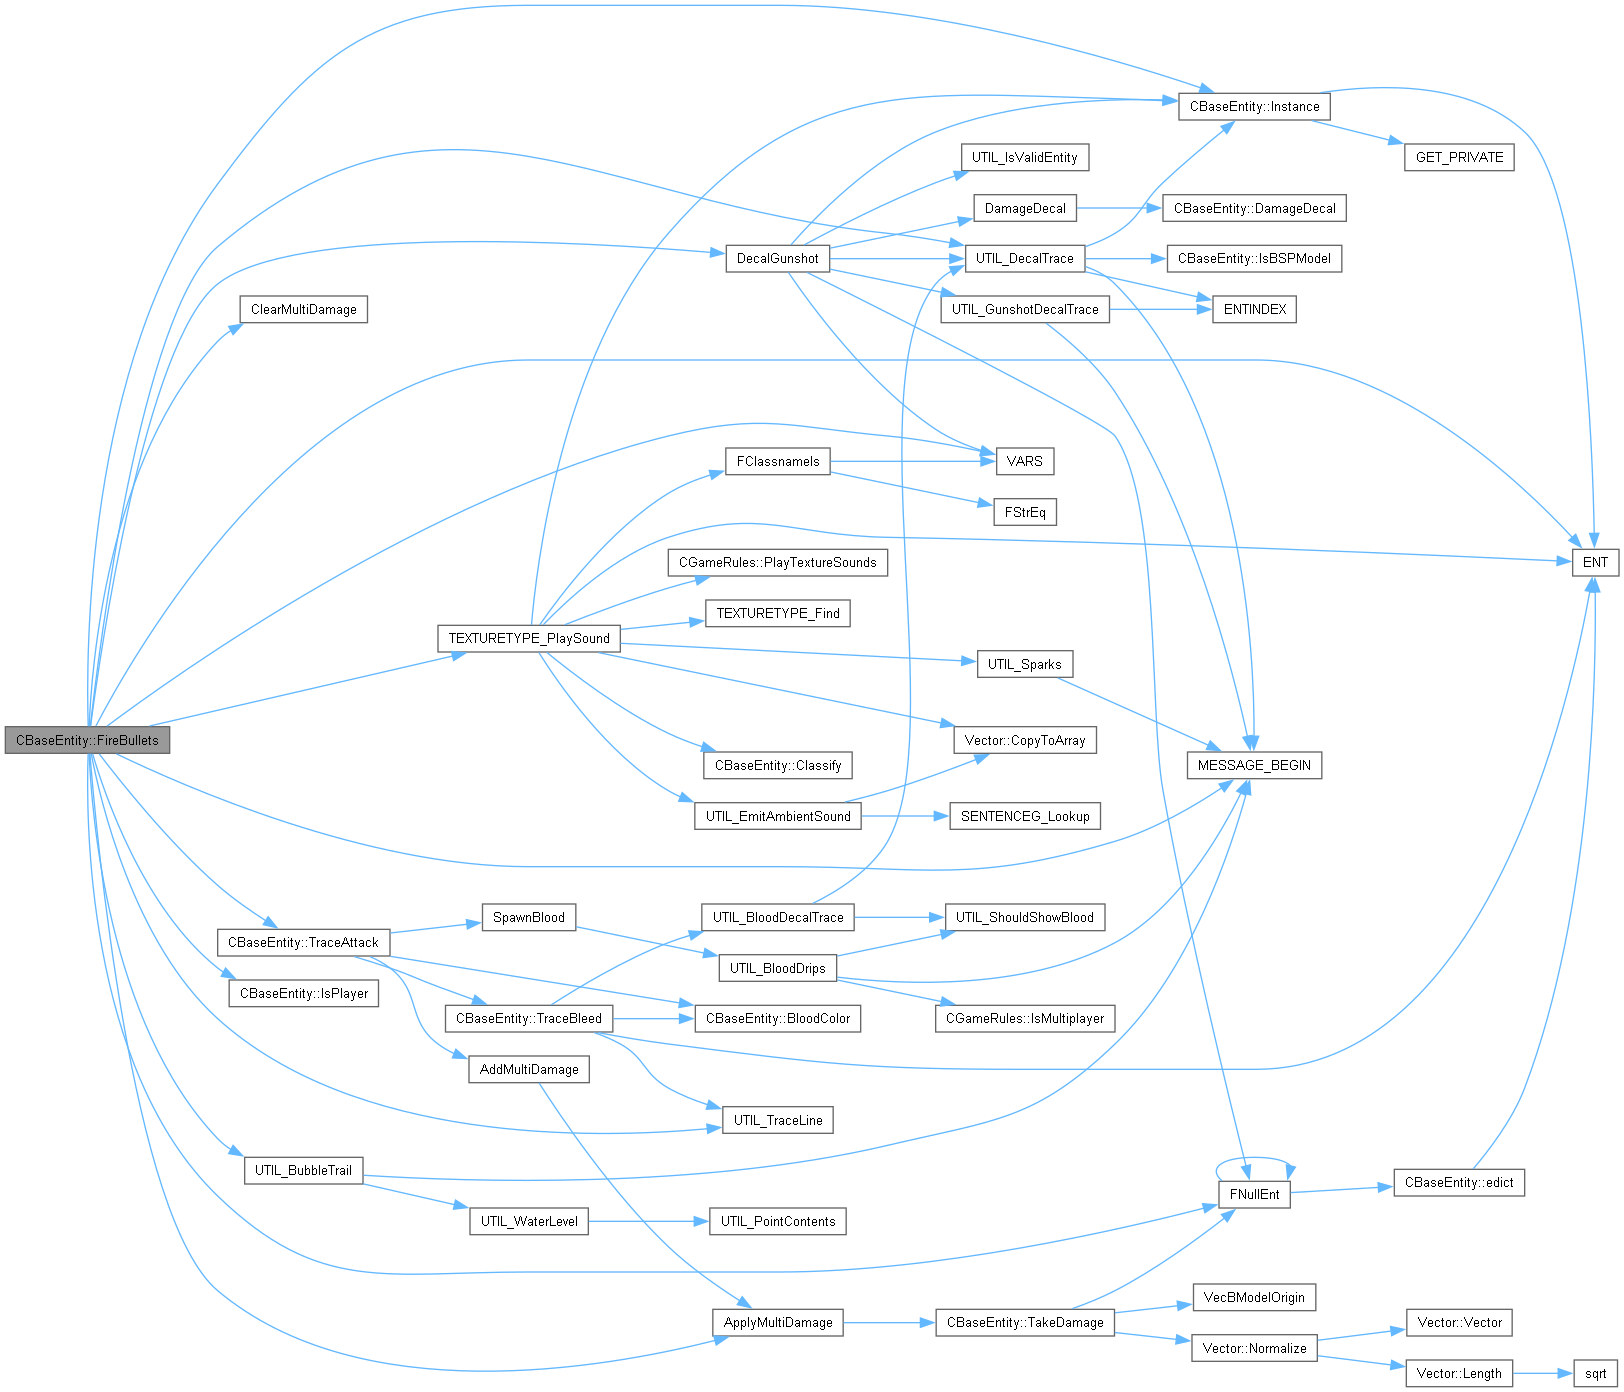 CBaseEntity::Instance
UTIL_IsValidEntity
GET_PRIVATE
DamageDecal
CBaseEntity::DamageDecal
DecalGunshot
UTIL_DecalTrace
CBaseEntity::IsBSPModel
ClearMultiDamage
UTIL_GunshotDecalTrace
ENTINDEX
FClassnameIs
VARS
FStrEq
CGameRules::PlayTextureSounds
ENT
TEXTURETYPE_Find
TEXTURETYPE_PlaySound
UTIL_Sparks
CBaseEntity::FireBullets
Vector::CopyToArray
CBaseEntity::Classify
MESSAGE_BEGIN
UTIL_EmitAmbientSound
SENTENCEG_Lookup
SpawnBlood
UTIL_BloodDecalTrace
UTIL_ShouldShowBlood
CBaseEntity::TraceAttack
UTIL_BloodDrips
CBaseEntity::IsPlayer
CBaseEntity::TraceBleed
CBaseEntity::BloodColor
CGameRules::IsMultiplayer
AddMultiDamage
UTIL_TraceLine
UTIL_BubbleTrail
FNullEnt
CBaseEntity::edict
UTIL_WaterLevel
UTIL_PointContents
VecBModelOrigin
ApplyMultiDamage
CBaseEntity::TakeDamage
Vector::Vector
Vector::Normalize
Vector::Length
sqrt